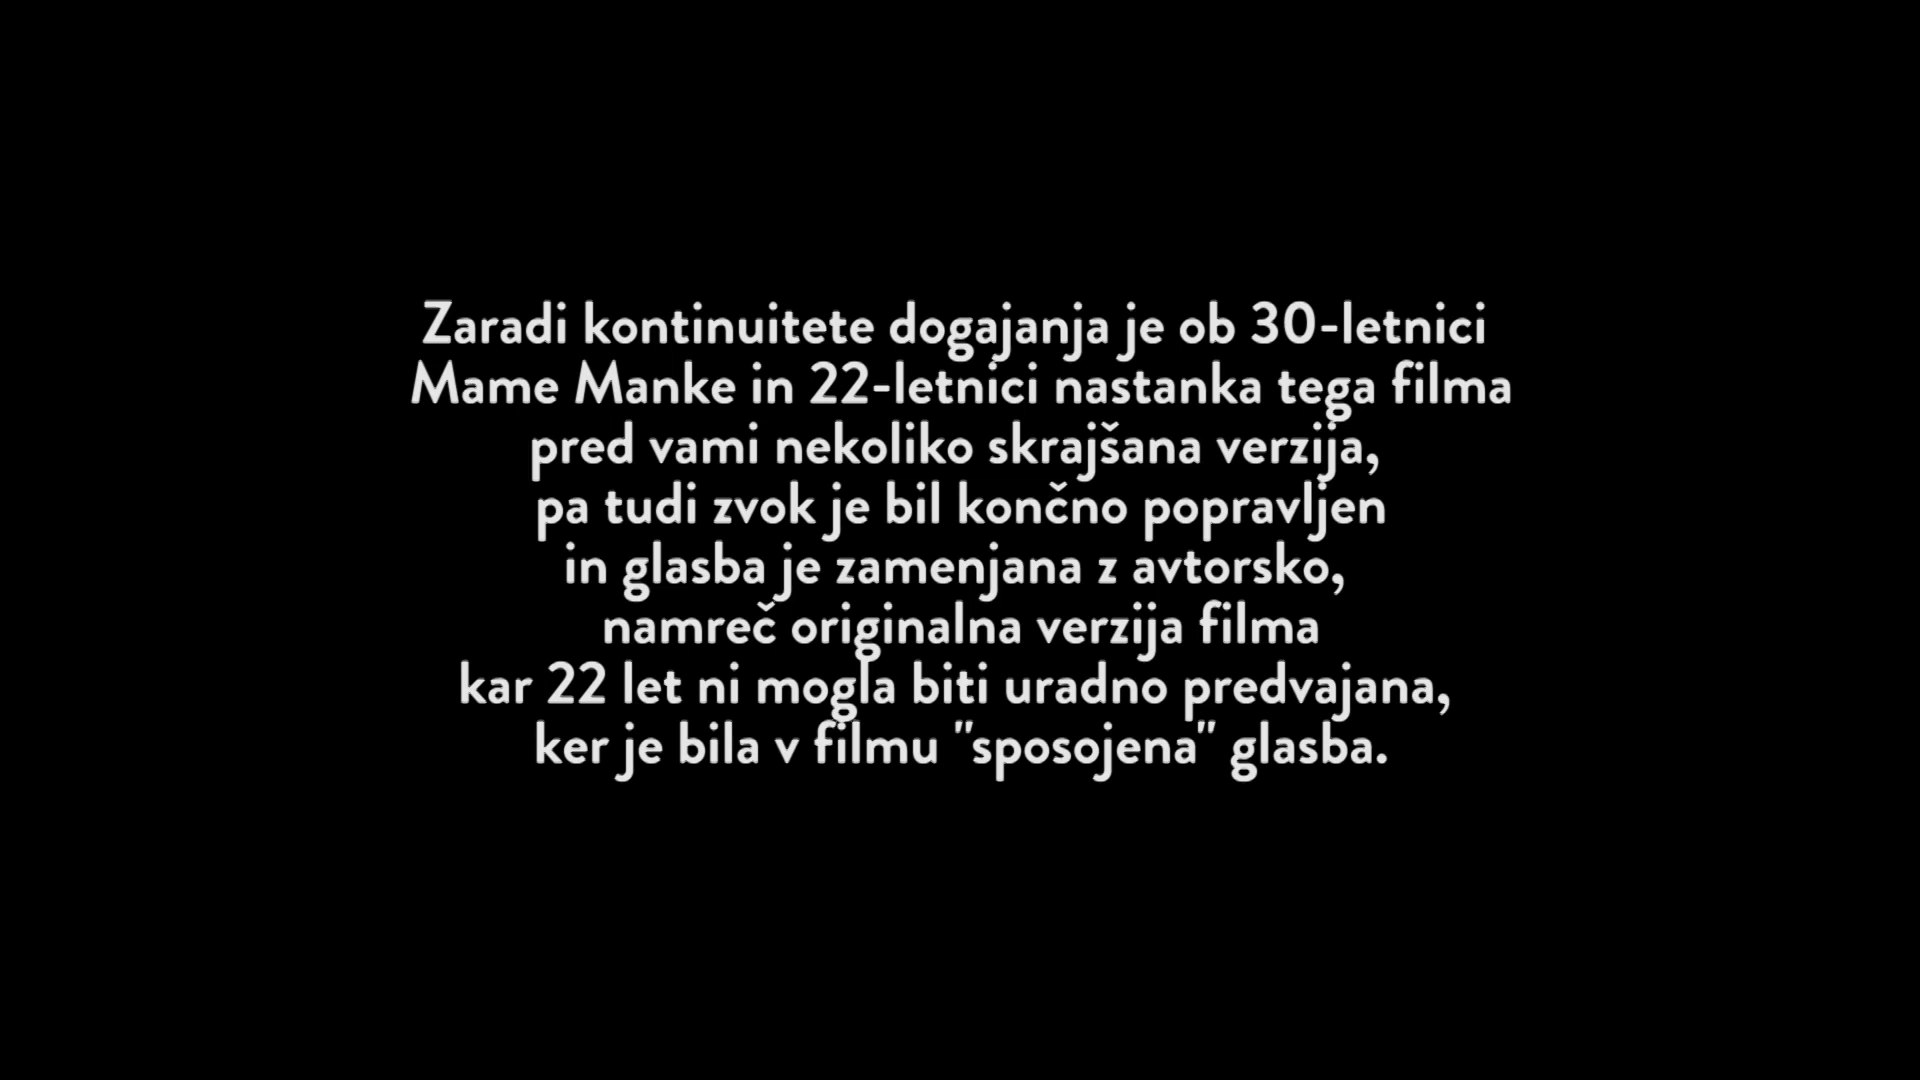 Zaradi kontinuitete dogajanja je ob 30-letnici
Mame Manke in 22-letnici nastanka tega filma
pred vami nekoliko skrajšana verzija,
pa tudi zvok je bil končno popravljen
in glasba je zamenjana z avtorsko,
namreč originalna verzija filma
kar 22 let ni mogla biti uradno predvajana,
ker je bila v filmu "sposojena" glasba.